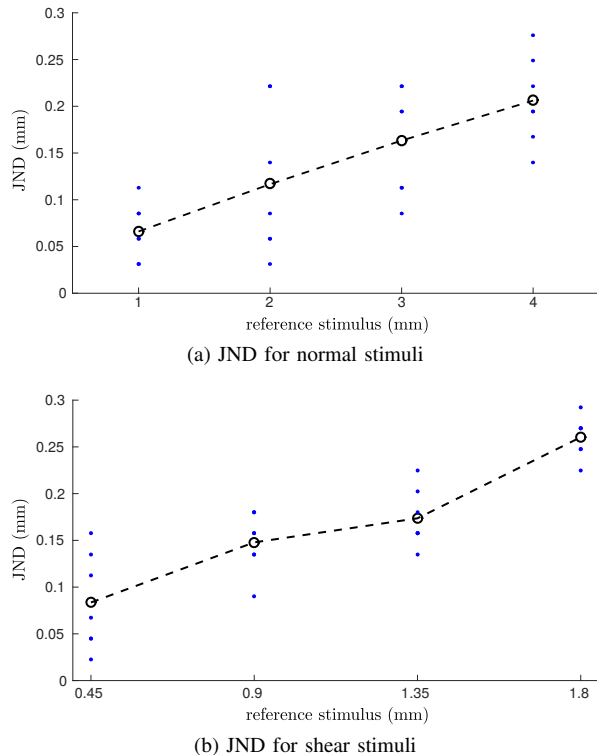 0.3
0.25
0.2
0.15
0.1
0.05
0
JND (mm)
1 2 3 4
reference stimulus (mm)
(a) JND for normal stimuli
0.3
0.25
0.2
0.15
0.1
0.05
0
JND (mm)
0.45 0.9 1.35 1.8
reference stimulus (mm)
(b) JND for shear stimuli